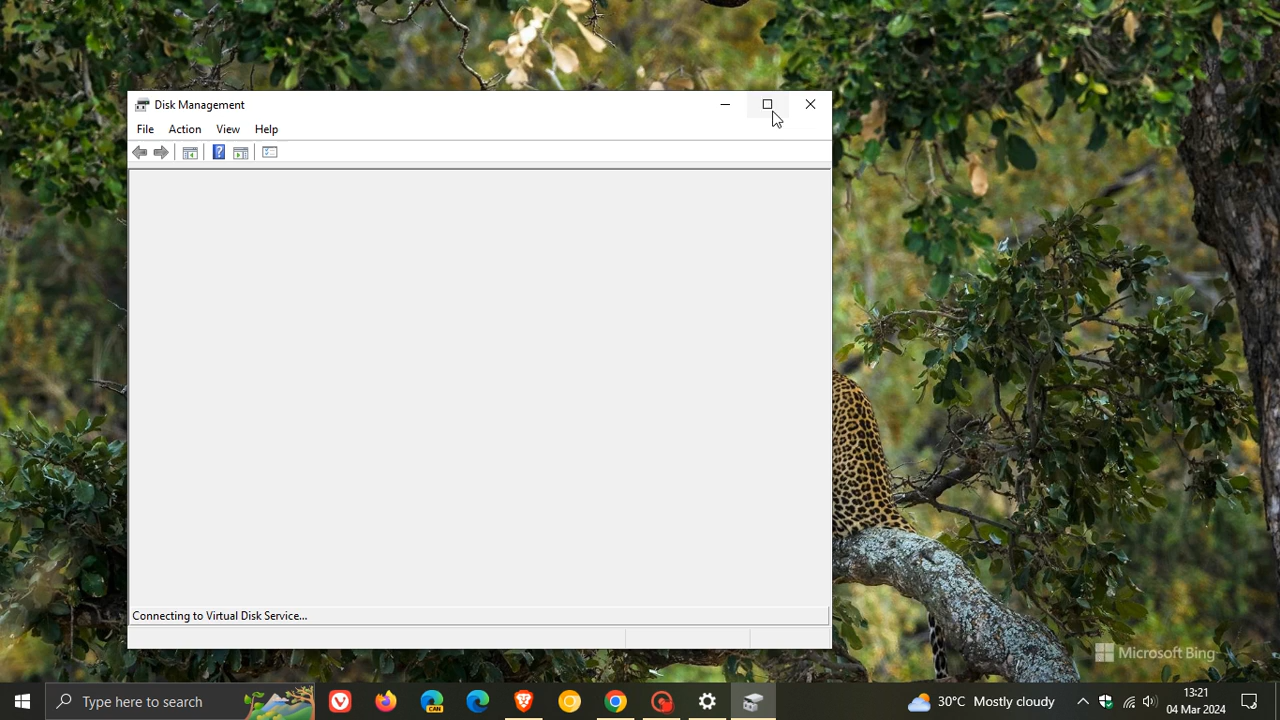 Disk Management
File Action View Help
Connecting to Virtual Disk Service...
Microsoft Bing
Type here to search
CAN
30°C Mostly cloudy
13:21
04 Mar 2024